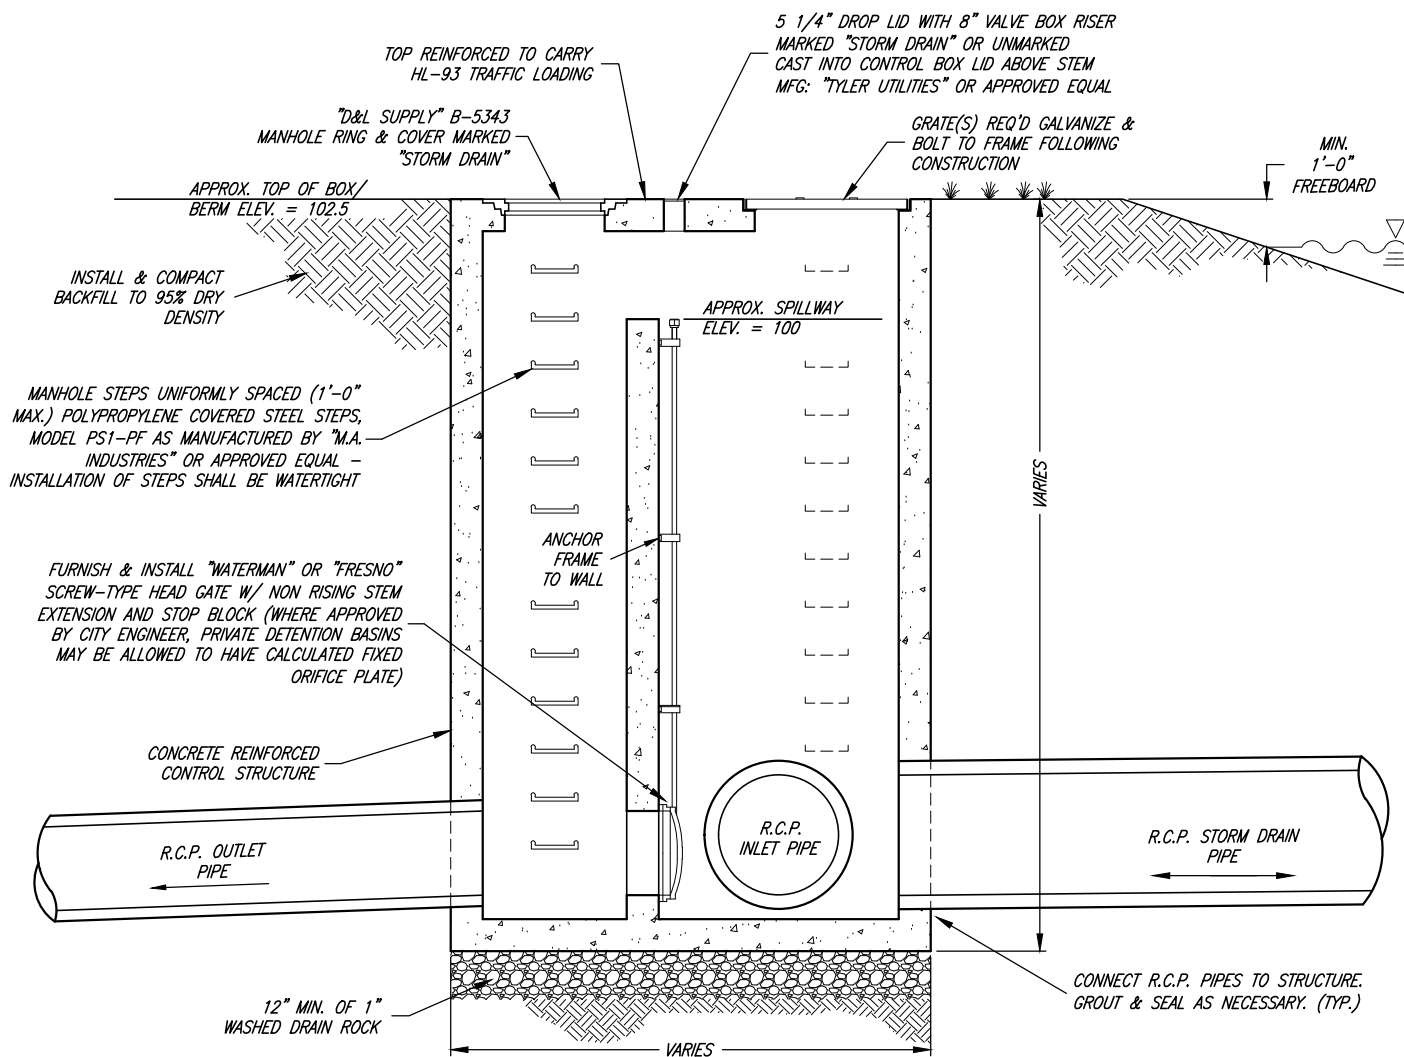 5 1/4" DROP LID WITH 8" VALVE BOX RISER
MARKED "STORM DRAIN" OR UNMARKED
CAST INTO CONTROL BOX LID ABOVE STEM
MFG: "TYLER UTILITIES" OR APPROVED EQUAL
TOP REINFORCED TO CARRY
HL-93 TRAFFIC LOADING
"D&L SUPPLY" B-5343
MANHOLE RING & COVER MARKED
"STORM DRAIN"
GRATE(S) REQ'D GALVANIZE &
BOLT TO FRAME FOLLOWING
CONSTRUCTION
MIN.
1'-0"
FREEBOARD
APPROX. TOP OF BOX/
BERM ELEV. = 102.5
INSTALL & COMPACT
BACKFILL TO 95% DRY
DENSITY
APPROX. SPILLWAY
ELEV. = 100
MANHOLE STEPS UNIFORMLY SPACED (1'-0"
MAX.) POLYPROPYLENE COVERED STEEL STEPS,
MODEL PS1-PF AS MANUFACTURED BY "M.A.
INDUSTRIES" OR APPROVED EQUAL -
INSTALLATION OF STEPS SHALL BE WATERTIGHT
VARIES
ANCHOR
FRAME
TO WALL
FURNISH & INSTALL "WATERMAN" OR "FRESNO"
SCREW-TYPE HEAD GATE W/ NON RISING STEM
EXTENSION AND STOP BLOCK (WHERE APPROVED
BY CITY ENGINEER, PRIVATE DETENTION BASINS
MAY BE ALLOWED TO HAVE CALCULATED FIXED
ORIFICE PLATE)
CONCRETE REINFORCED
CONTROL STRUCTURE
R.C.P. OUTLET
PIPE
R.C.P.
INLET PIPE
R.C.P. STORM DRAIN
PIPE
CONNECT R.C.P. PIPES TO STRUCTURE.
GROUT & SEAL AS NECESSARY. (TYP.)
12" MIN. OF 1"
WASHED DRAIN ROCK
VARIES